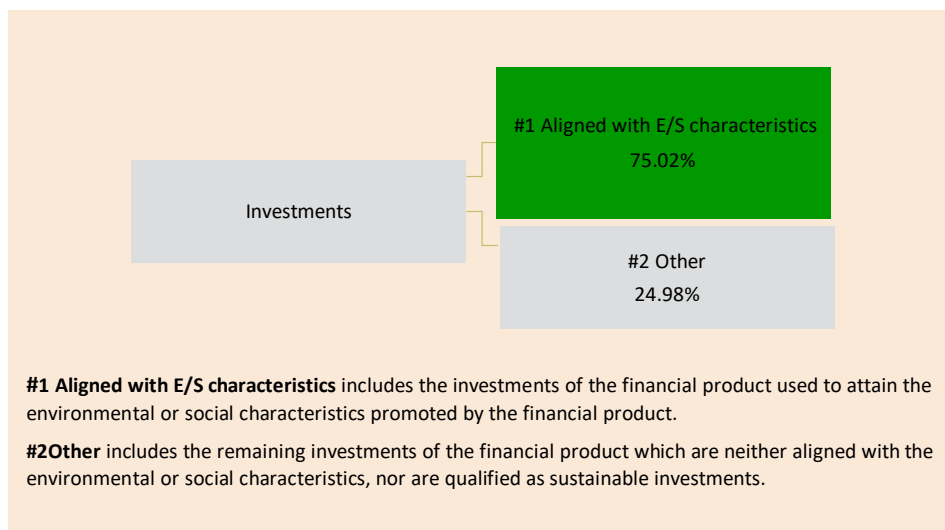 #1 Aligned with E/S characteristics
75.02%
Investments
#2 Other
24.98%
#1 Aligned with E/S characteristics includes the investments of the financial product used to attain the
environmental or social characteristics promoted by the financial product.
#2Other includes the remaining investments of the financial product which are neither aligned with the
environmental or social characteristics, nor are qualified as sustainable investments.